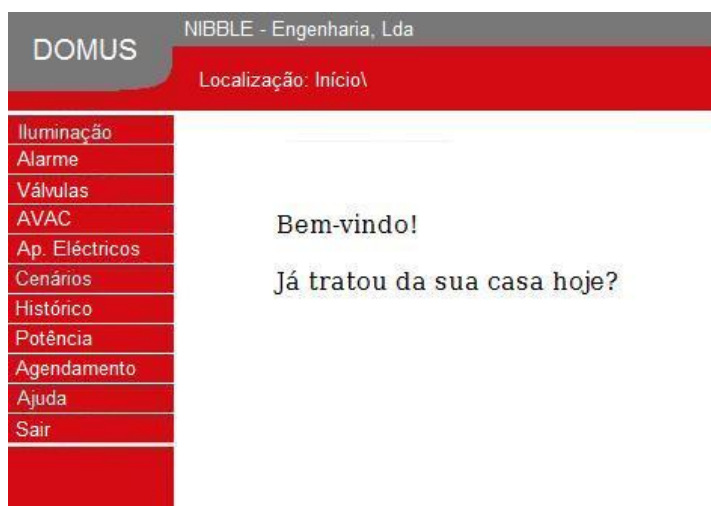 DOMUS
NIBBLE - Engenharia, Lda
Localização: Início\
Iluminação
Alarme
Válvulas
AVAC
Ap. Eléctricos
Cenários
Histórico
Potência
Agendamento
Ajuda
Sair
Bem-vindo!
Já tratou da sua casa hoje?